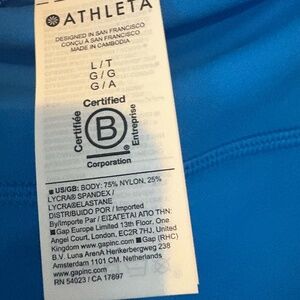 ATHLETA
DESIGNED IN SAN FRANCISCO
CONÇU À SAN FRANCISCO
MADE IN CAMBODIA
L/T
G/G
G/A
Certified
Certifiée
B
Entreprise
Corporation
■ US/GB: BODY: 75% NYLON, 25%
LYCRA® SPANDEX /
LYCRA®ELASTANE
DISTRIBUIDO POR / Imported
By/Importe Par / ΕΙΣΑΓΕΤΑΙ ΑΠΟ ΤΗΝ:
■ Gap Europe Limited 13th Floor, One
Angel Court, London, EC2R 7HJ, United
Kingdom www.gapinc.com ■ Gap (RHC)
B.V. Luna ArenA Herikerbergweg 238
Amsterdam 1101 CM, Netherlands
www.gapinc.com
RN 54023 / CA 17897